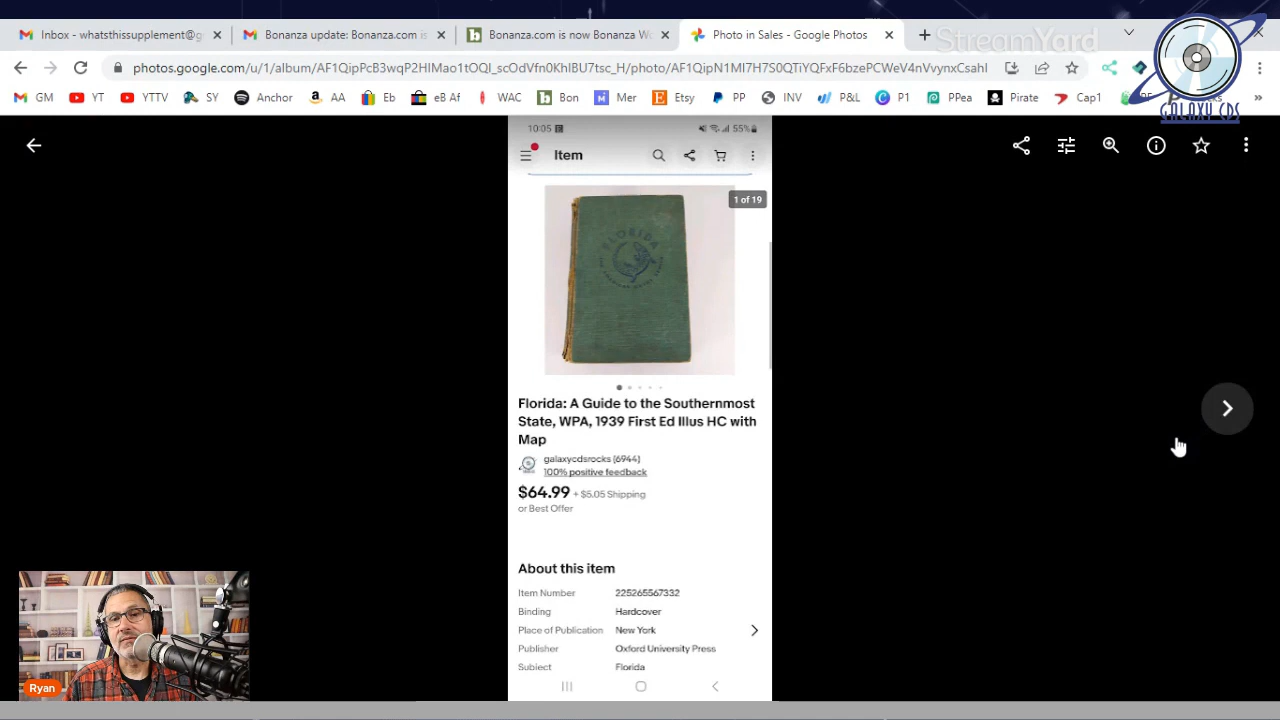 Inbox - whatsthissupplement@g
Bonanza update: Bonanza.com is
Bonanza.com is now Bonanza Wo
Photo in Sales - Google Photos
StreamYard
photos.google.com/u/1/album/AF1QipPcB3wqP2HlMao1tOQl_scOdVfn0KhIBU7tsc_H/photo/AF1QipN1Ml7H7S0QTiYQFxF6bzePCWeV4nVvynxCsahI
GM YT YTTV SY Anchor AA Eb eB Af WAC Bon Mer Etsy PP INV P&L P1 PPea Pirate Cap1
GALAXY CDS
10:05 55%
Item
1 of 19
FLORIDA
Florida: A Guide to the Southernmost
State, WPA, 1939 First Ed Illus HC with
Map
galaxycdsrocks (6944)
100% positive feedback
$64.99 + $5.05 Shipping
or Best Offer
About this item
Item Number 225265567332
Binding Hardcover
Place of Publication New York
Publisher Oxford University Press
Subject Florida
Ryan